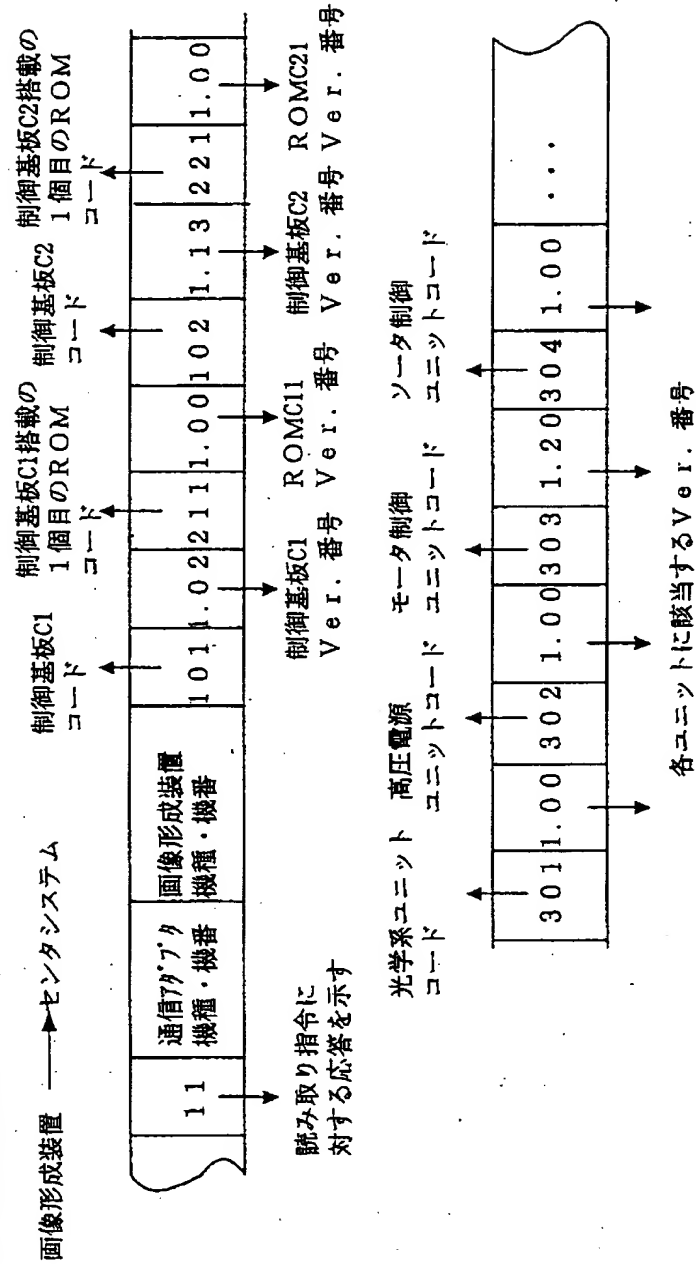 画像形成装置 → センタシステム
制御基板C1
コード
制御基板C1搭載の
1個目のROM
コード
制御基板C2
コード
制御基板C2搭載の
1個目のROM
コード
11
通信ｱﾀﾞﾌﾟﾀ
機種・機番
画像形成装置
機種・機番
101
1.02
211
1.00
102
1.13
221
1.00
読み取り指令に
対する応答を示す
制御基板C1
Ver. 番号
ROMC11
Ver. 番号
制御基板C2
Ver. 番号
ROMC21
Ver. 番号
光学系ユニット
コード
高圧電源
ユニットコード
モータ制御
ユニットコード
ソータ制御
ユニットコード
301
1.00
302
1.00
303
1.20
304
1.00
...
各ユニットに該当するVer. 番号